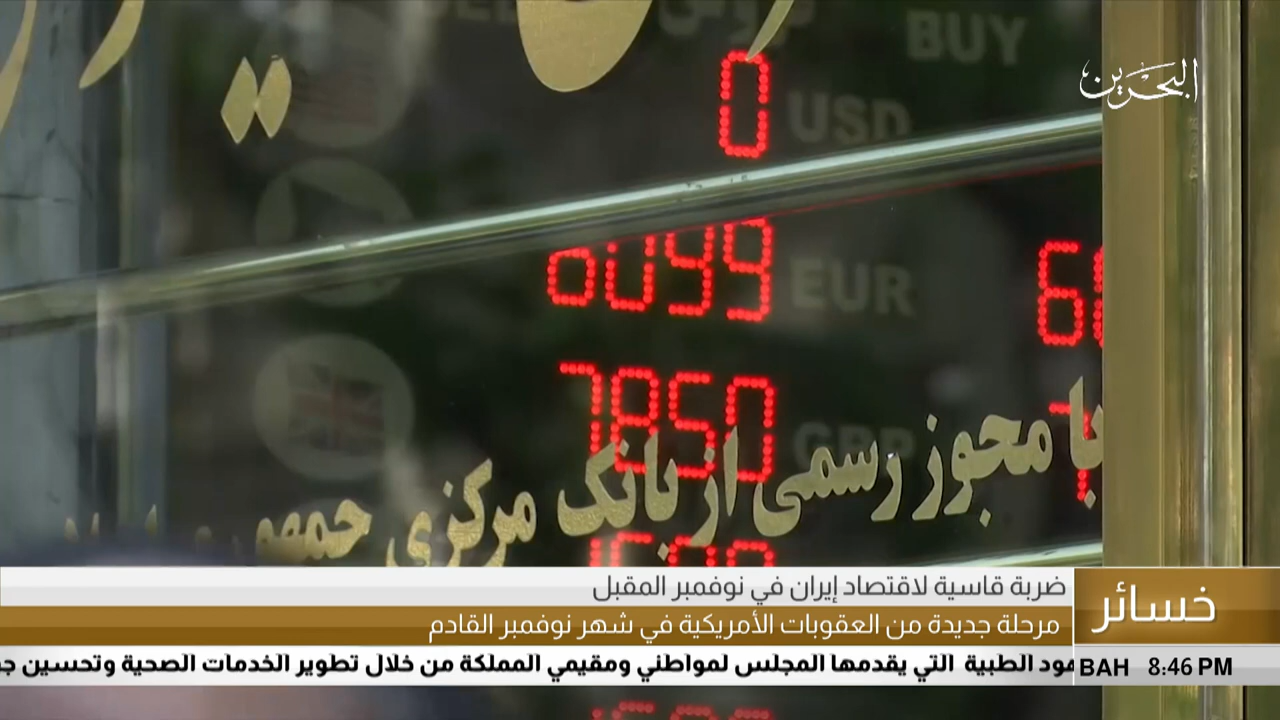 BUY
البحرين
0 USD
6099 EUR
7850 GBP
با مجوز رسمی از بانک مرکزی جمهوری
خسائر
ضربة قاسية لاقتصاد إيران في نوفمبر المقبل
مرحلة جديدة من العقوبات الأمريكية في شهر نوفمبر القادم
الطبية التي يقدمها المجلس لمواطني ومقيمي المملكة من خلال تطوير الخدمات الصحية وتحسين
BAH 8:46 PM